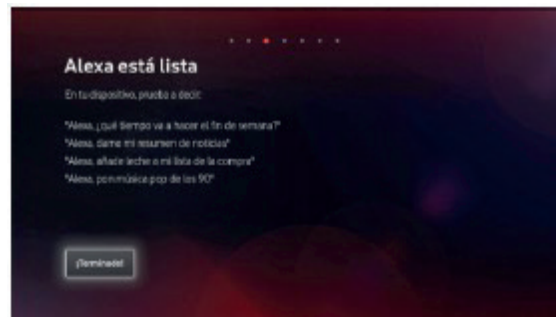 Alexa está lista
En tu dispositivo, prueba a decir:
"Alexa, ¿qué tiempo va a hacer el fin de semana?"
"Alexa, dame mi resumen de noticias"
"Alexa, añade leche a mi lista de la compra"
"Alexa, pon música pop de los 90"
¡Terminado!